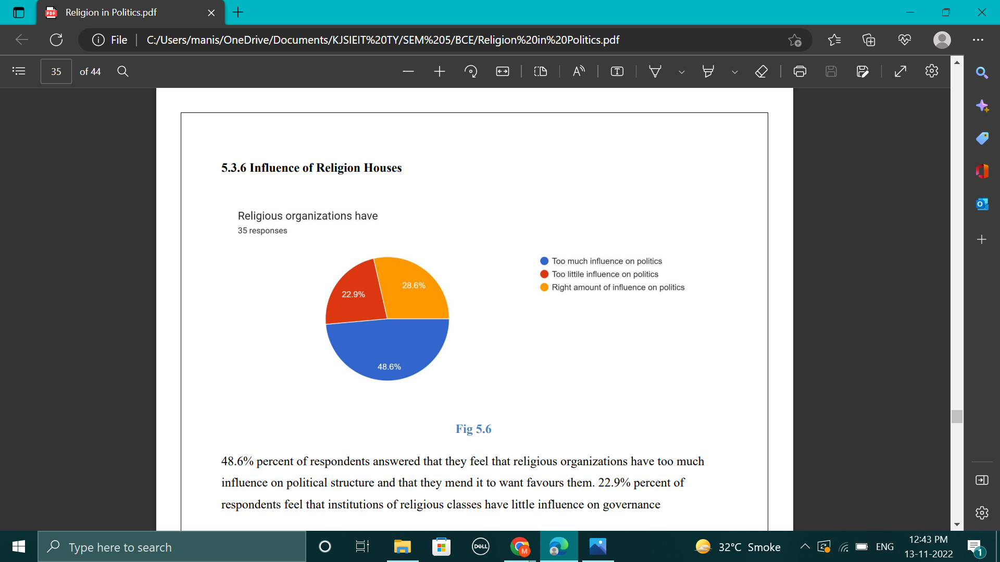 Religion in Politics.pdf
File
C:/Users/manis/OneDrive/Documents/KJSIEIT%20TY/SEM%205/BCE/Religion%20in%20Politics.pdf
35 of 44
5.3.6 Influence of Religion Houses
Religious organizations have
35 responses
Too much influence on politics
Too littile influence on politics
Right amount of influence on politics
28.6%
22.9%
48.6%
Fig 5.6
48.6% percent of respondents answered that they feel that religious organizations have too much
influence on political structure and that they mend it to want favours them. 22.9% percent of
respondents feel that institutions of religious classes have little influence on governance
Type here to search
DELL
M
32°C Smoke
ENG
12:43 PM
13-11-2022
1